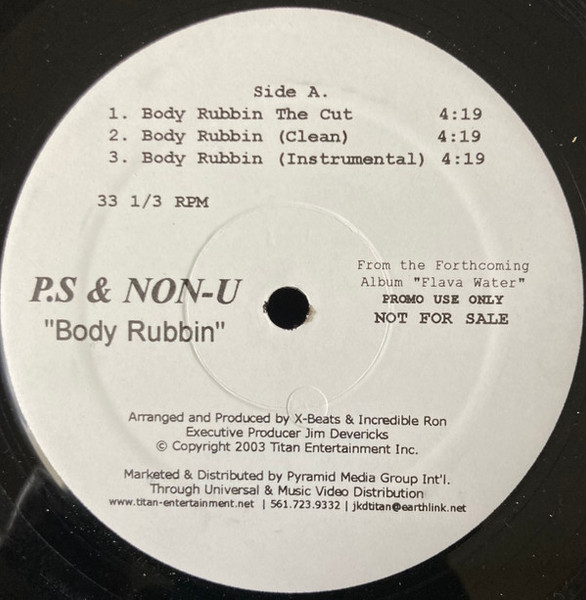 Side A.
1. Body Rubbin The Cut 4:19
2. Body Rubbin (Clean) 4:19
3. Body Rubbin (Instrumental) 4:19
33 1/3 RPM
P.S & NON-U
"Body Rubbin"
From the Forthcoming
Album "Flava Water"
PROMO USE ONLY
NOT FOR SALE
Arranged and Produced by X-Beats & Incredible Ron
Executive Producer Jim Devericks
© Copyright 2003 Titan Entertainment Inc.
Marketed & Distributed by Pyramid Media Group Int'l.
Through Universal & Music Video Distribution
www.titan-entertainment.net | 561.723.9332 | jkdtitan@earthlink.net